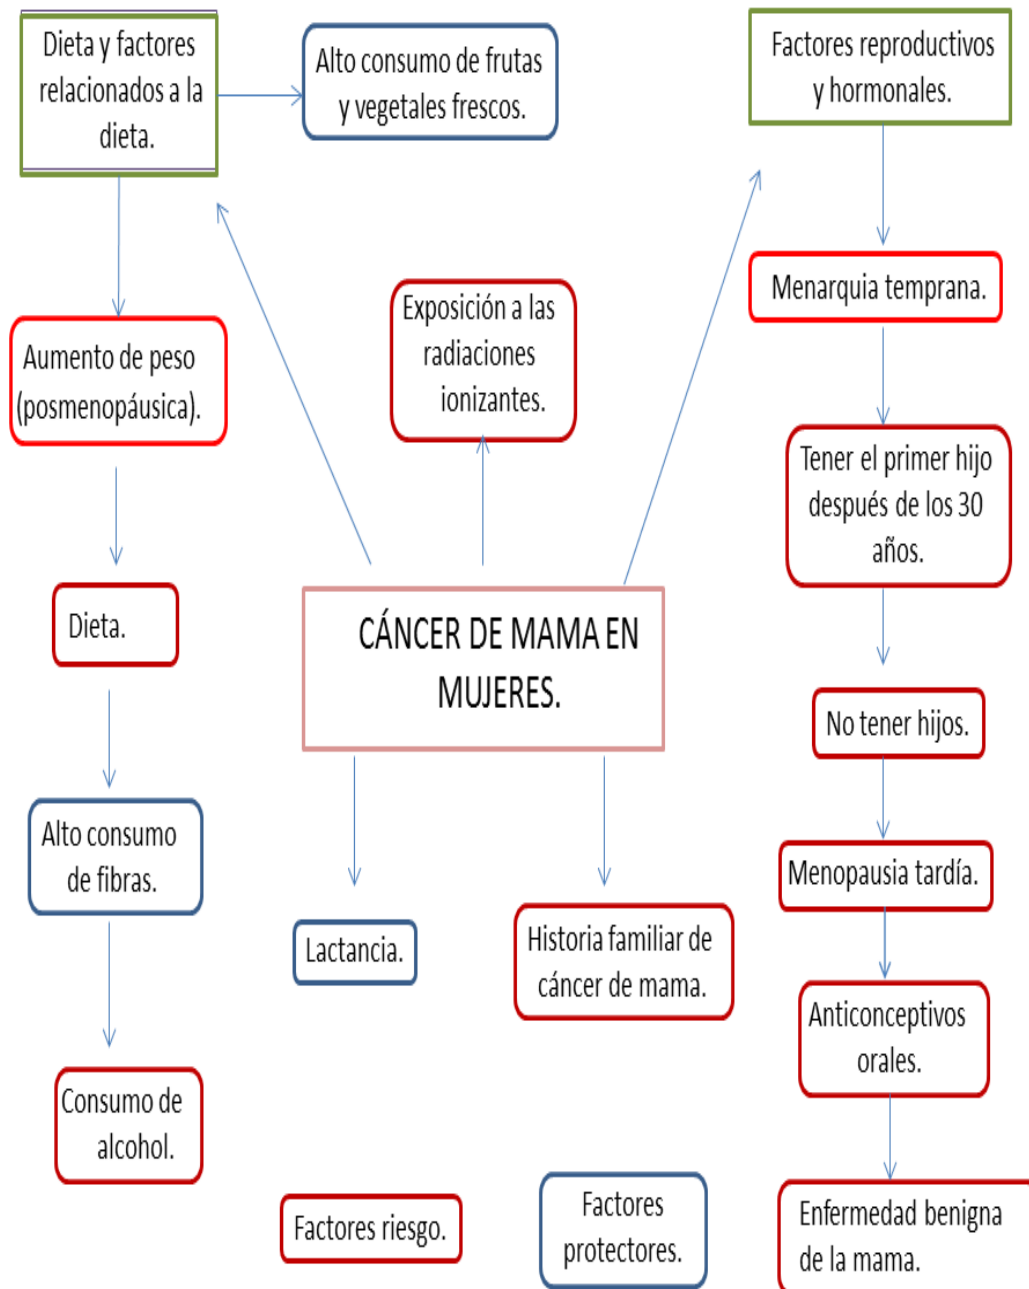 Dieta y factores
relacionados a la
dieta.
Alto consumo de frutas
y vegetales frescos.
Factores reproductivos
y hormonales.
Aumento de peso
(posmenopáusica).
Exposición a las
radiaciones
ionizantes.
Menarquia temprana.
Tener el primer hijo
después de los 30
años.
Dieta.
CÁNCER DE MAMA EN
MUJERES.
No tener hijos.
Alto consumo
de fibras.
Menopausia tardía.
Lactancia.
Historia familiar de
cáncer de mama.
Anticonceptivos
orales.
Consumo de
alcohol.
Factores riesgo.
Factores
protectores.
Enfermedad benigna
de la mama.